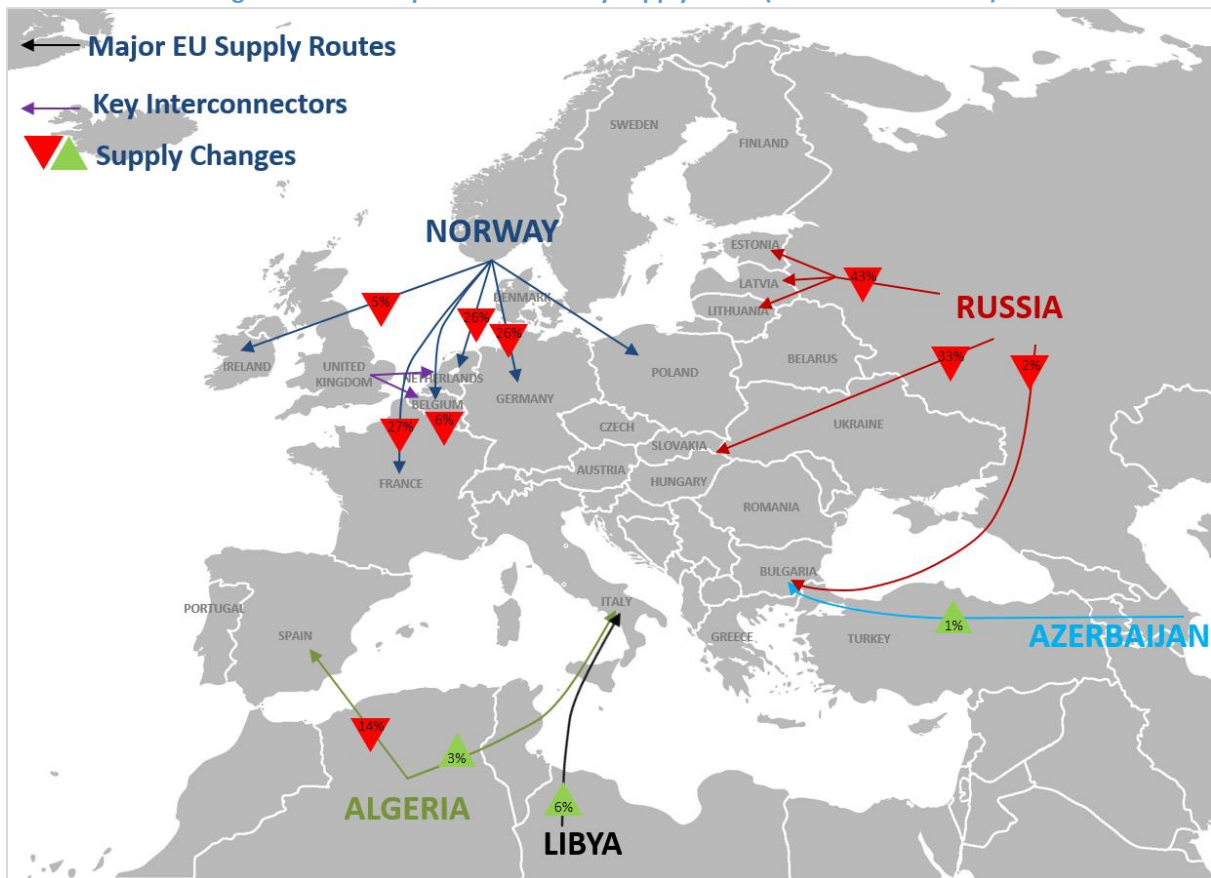 Major EU Supply Routes
Key Interconnectors
Supply Changes
SWEDEN
FINLAND
NORWAY
ESTONIA
LATVIA
43%
DENMARK
RUSSIA
5%
LITHUANIA
26%
26%
33%
IRELAND
UNITED
KINGDOM
NETHERLANDS
POLAND
BELARUS
2%
BELGIUM
GERMANY
27%
6%
CZECH
UKRAINE
SLOVAKIA
AUSTRIA
FRANCE
HUNGARY
ROMANIA
BULGARIA
PORTUGAL
ITALY
SPAIN
GREECE
TURKEY
1%
AZERBAIJAN
14%
3%
ALGERIA
6%
LIBYA